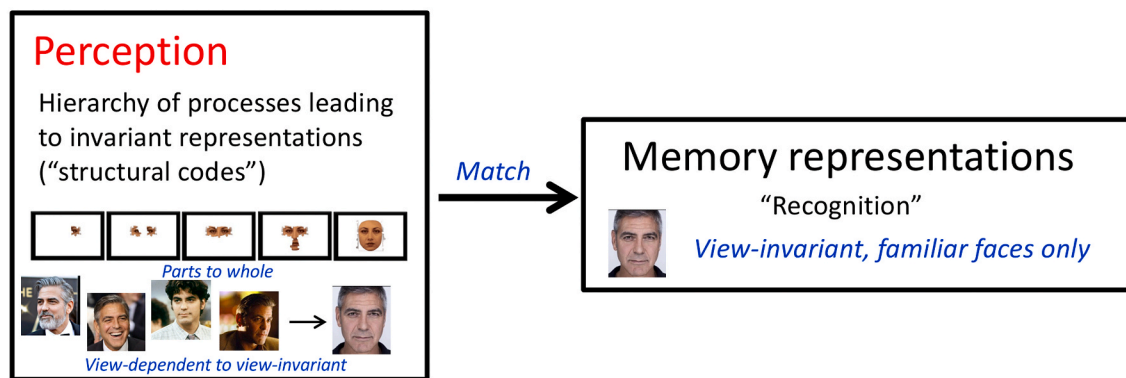 Perception
Hierarchy of processes leading
to invariant representations
(“structural codes”)
Parts to whole
View-dependent to view-invariant
Match
Memory representations
“Recognition”
View-invariant, familiar faces only